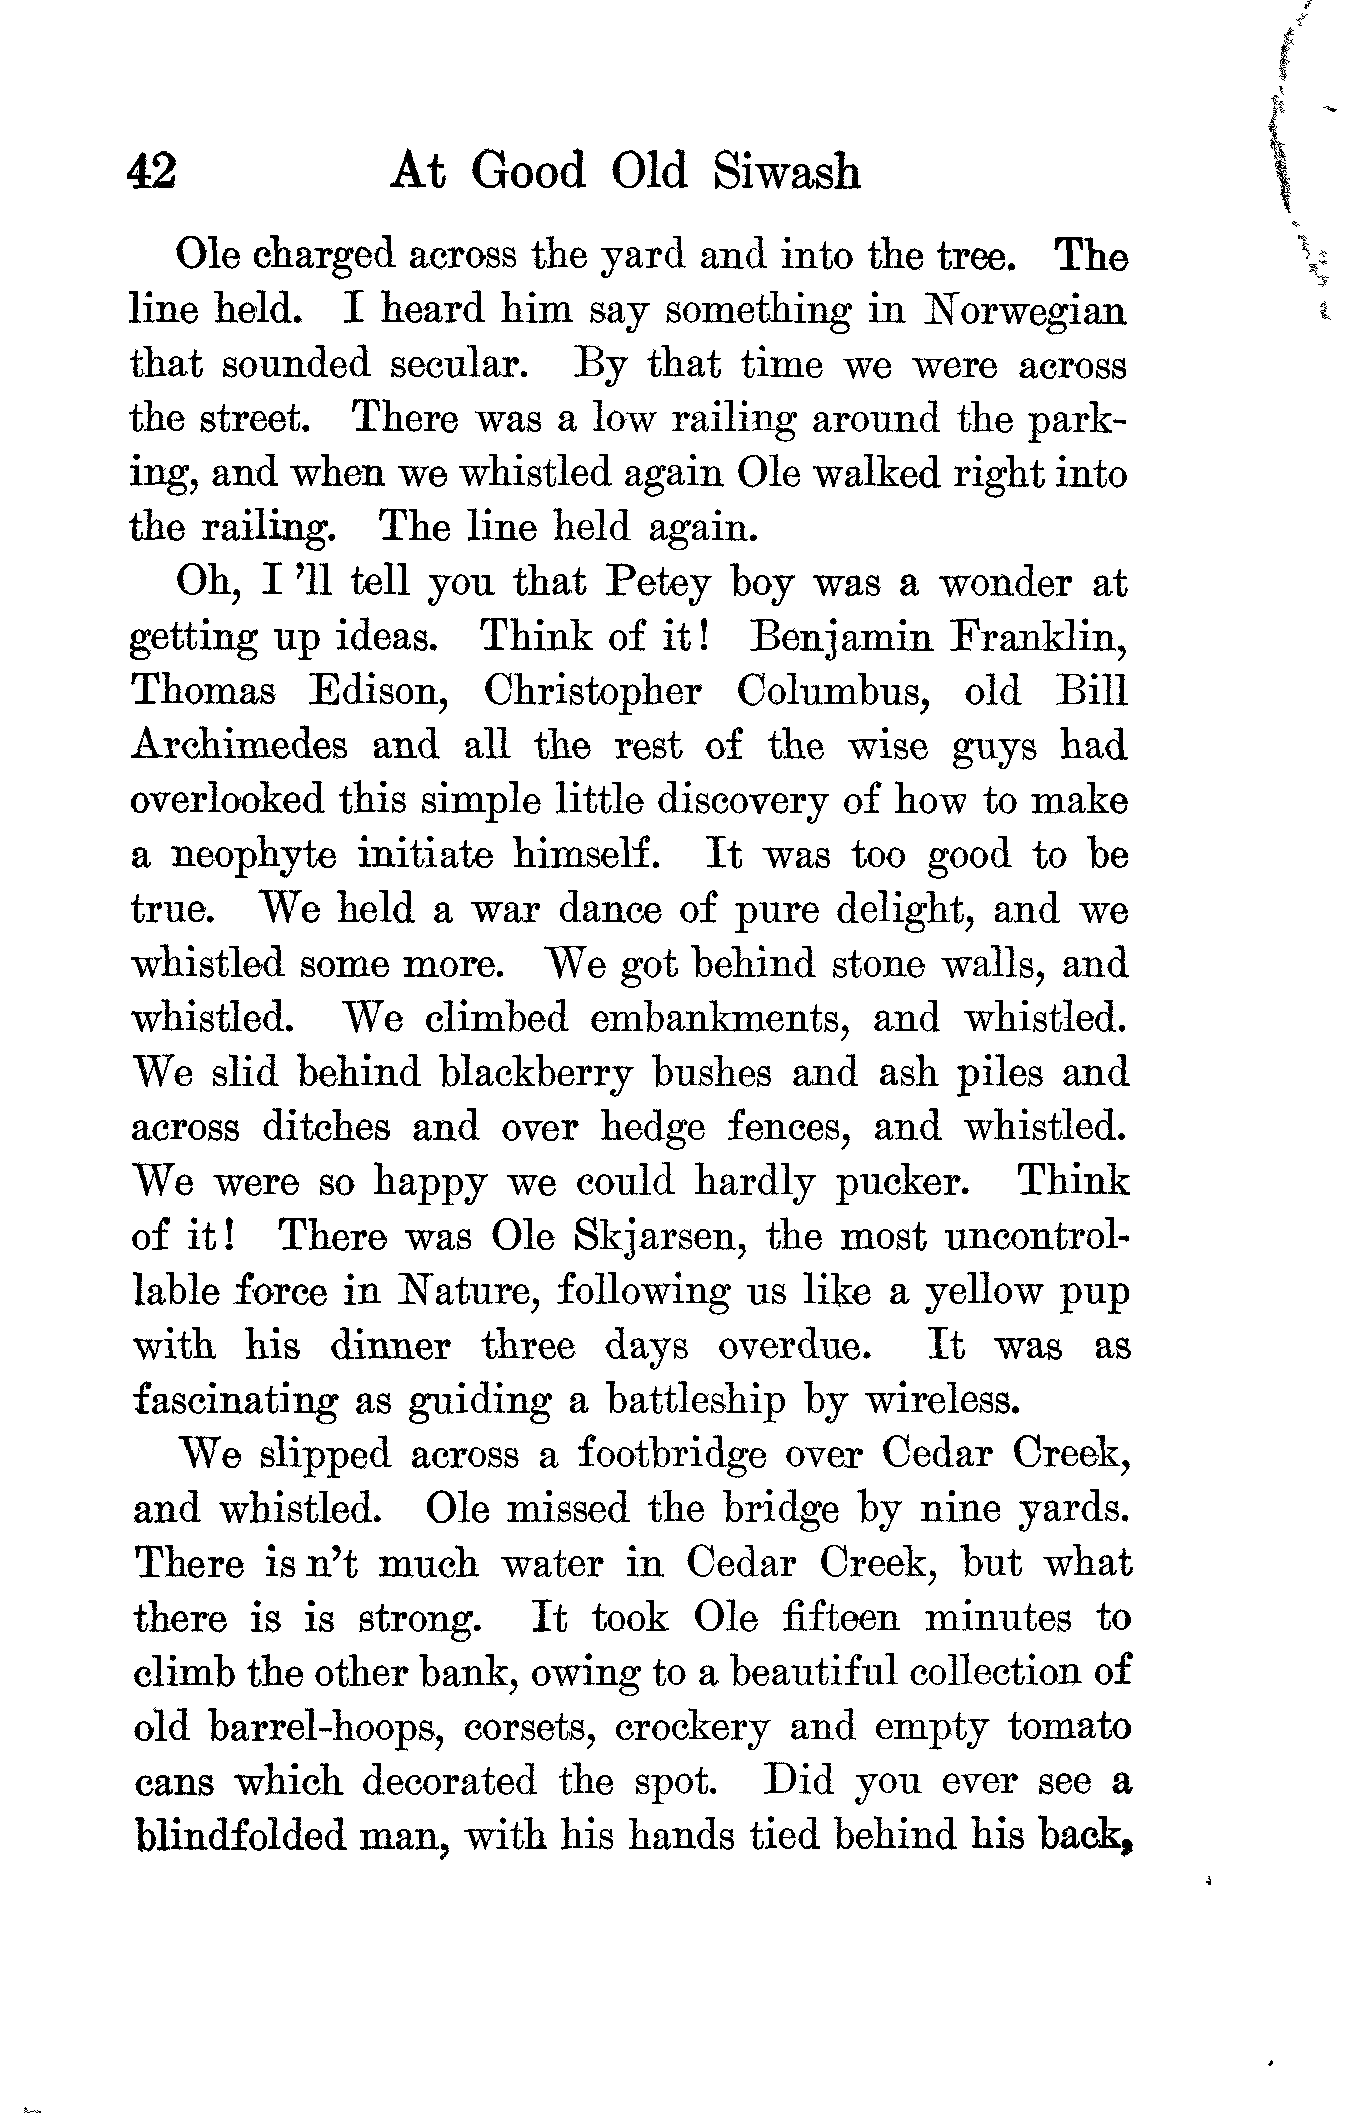 42 At Good Old Siwash
Ole charged across the yard and into the tree. The
line held. I heard him say something in Norwegian
that sounded secular. By that time we were across
the street. There was a low railing around the park-
ing, and when we whistled again Ole walked right into
the railing. The line held again.
Oh, I 'll tell you that Petey boy was a wonder at
getting up ideas. Think of it! Benjamin Franklin,
Thomas Edison, Christopher Columbus, old Bill
Archimedes and all the rest of the wise guys had
overlooked this simple little discovery of how to make
a neophyte initiate himself. It was too good to be
true. We held a war dance of pure delight, and we
whistled some more. We got behind stone walls, and
whistled. We climbed embankments, and whistled.
We slid behind blackberry bushes and ash piles and
across ditches and over hedge fences, and whistled.
We were so happy we could hardly pucker. Think
of it! There was Ole Skjarsen, the most uncontrol-
lable force in Nature, following us like a yellow pup
with his dinner three days overdue. It was as
fascinating as guiding a battleship by wireless.
We slipped across a footbridge over Cedar Creek,
and whistled. Ole missed the bridge by nine yards.
There is n't much water in Cedar Creek, but what
there is is strong. It took Ole fifteen minutes to
climb the other bank, owing to a beautiful collection of
old barrel-hoops, corsets, crockery and empty tomato
cans which decorated the spot. Did you ever see a
blindfolded man, with his hands tied behind his back,